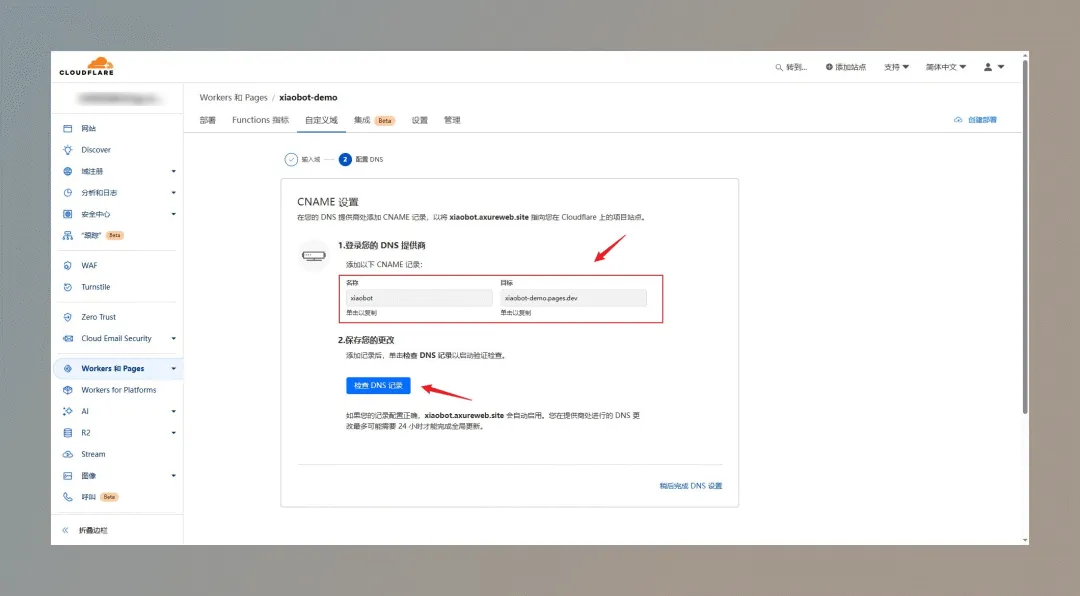 CLOUDFLARE
转到...
添加站点
支持
简体中文
Workers 和 Pages / xiaobot-demo
部署 Functions 指标 自定义域 集成 Beta 设置 管理
创建部署
网站
Discover
域注册
分析和日志
安全中心
"跟踪" Beta
WAF
Turnstile
Zero Trust
Cloud Email Security
Workers 和 Pages
Workers for Platforms
AI
R2
Stream
图像
呼叫 Beta
折叠边栏
输入域 2 配置 DNS
CNAME 设置
在您的 DNS 提供商处添加 CNAME 记录，以将 xiaobot.axureweb.site 指向您在 Cloudflare 上的项目站点。
1.登录您的 DNS 提供商
添加以下 CNAME 记录：
名称 目标
xiaobot xiaobot-demo.pages.dev
单击以复制 单击以复制
2.保存您的更改
添加记录后，单击检查 DNS 记录以启动验证检查。
检查 DNS 记录
如果您的记录配置正确，xiaobot.axureweb.site 会自动启用。您在提供商处进行的 DNS 更
改最多可能需要 24 小时才能完成全局更新。
稍后完成 DNS 设置